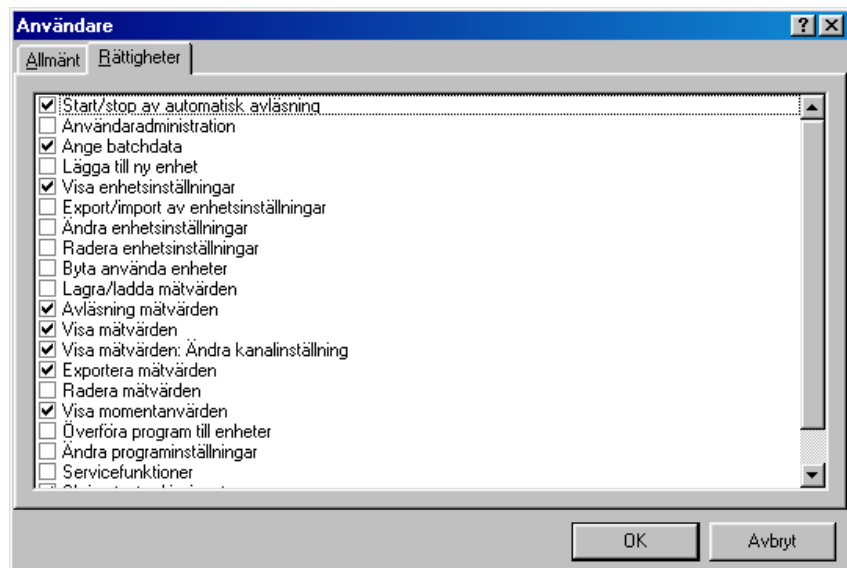 Användare
Allmänt Rättigheter
Start/stop av automatisk avläsning
Användaradministration
Ange batchdata
Lägga till ny enhet
Visa enhetsinställningar
Export/import av enhetsinställningar
Ändra enhetsinställningar
Radera enhetsinställningar
Byta använda enheter
Lagra/ladda mätvärden
Avläsning mätvärden
Visa mätvärden
Visa mätvärden: Ändra kanalinställning
Exportera mätvärden
Radera mätvärden
Visa momentanvärden
Överföra program till enheter
Ändra programinställningar
Servicefunktioner
OK Avbryt